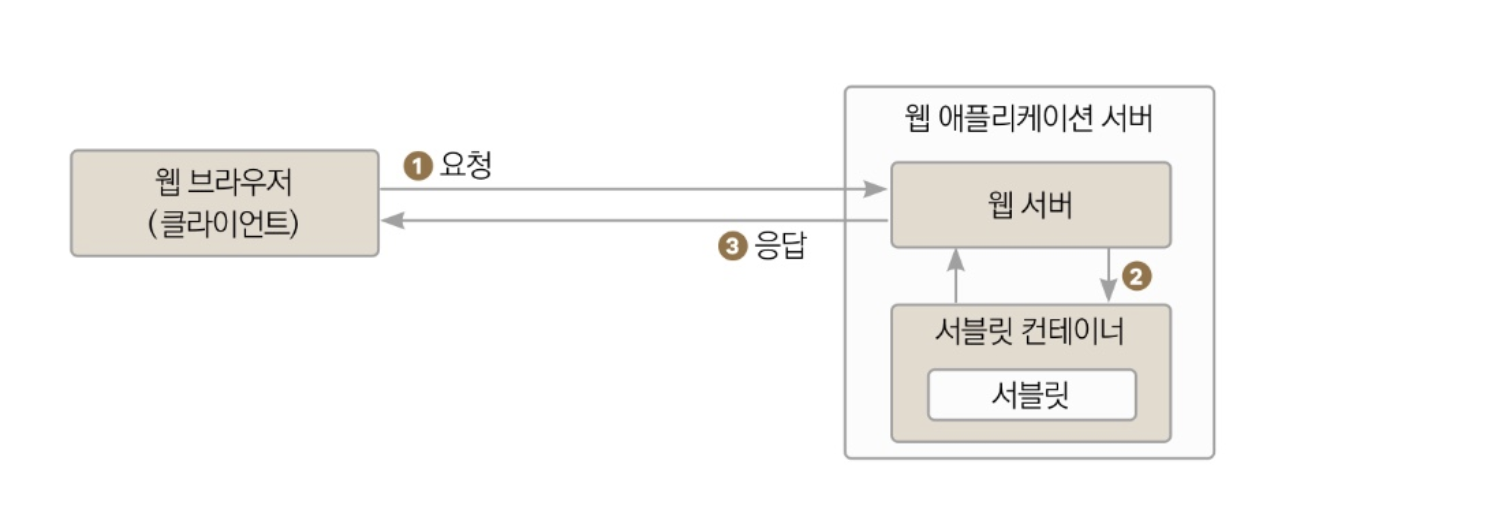 웹 애플리케이션 서버
웹 브라우저
(클라이언트)
1 요청
웹 서버
3 응답
2
서블릿 컨테이너
서블릿